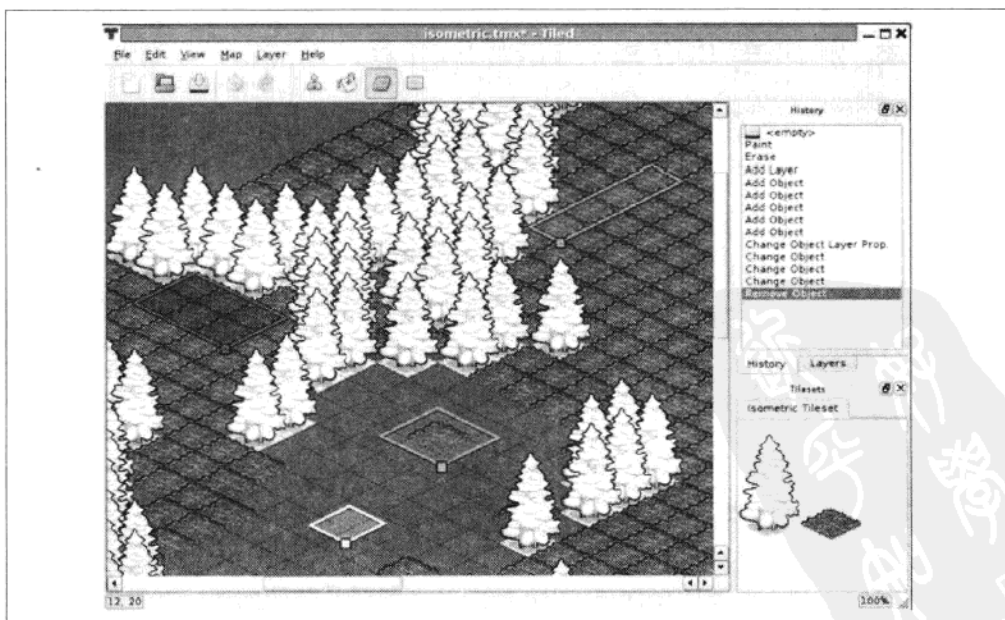 isometric.tmx* - Tiled
File Edit View Map Layer Help
History
<empty>
Paint
Erase
Add Layer
Add Object
Add Object
Add Object
Add Object
Add Object
Change Object Layer Prop.
Change Object
Change Object
Change Object
Remove Object
History Layers
Tilesets
Isometric Tileset
12, 20
100%